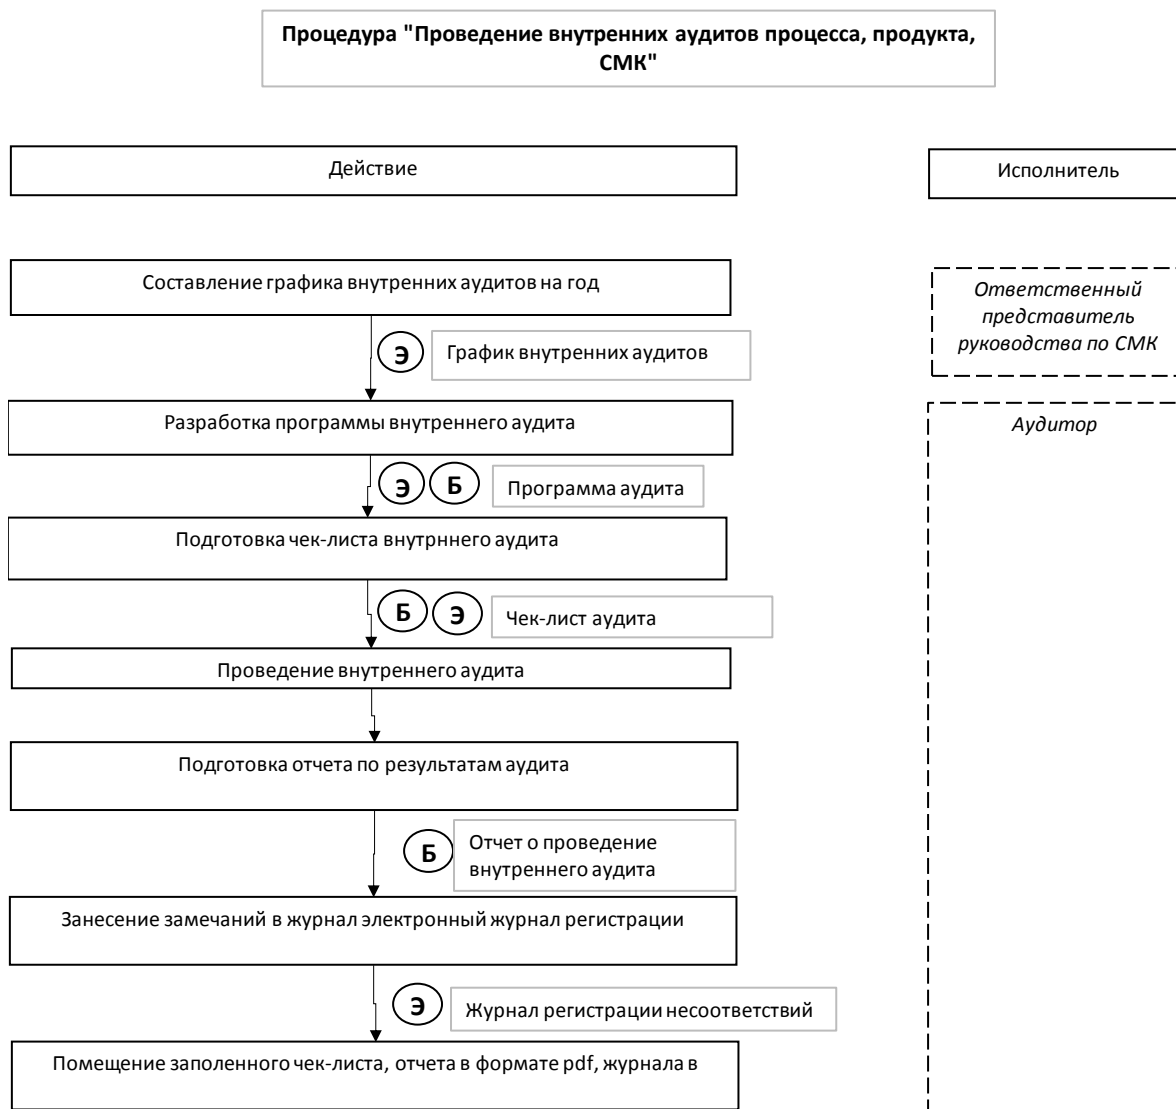 Процедура "Проведение внутренних аудитов процесса, продукта,
СМК"
Действие
Исполнитель
Составление графика внутренних аудитов на год
Ответственный
представитель
руководства по СМК
Э
График внутренних аудитов
Разработка программы внутреннего аудита
Аудитор
Э Б
Программа аудита
Подготовка чек-листа внутрннего аудита
Б Э
Чек-лист аудита
Проведение внутреннего аудита
Подготовка отчета по результатам аудита
Б
Отчет о проведение
внутреннего аудита
Занесение замечаний в журнал электронный журнал регистрации
Э
Журнал регистрации несоответствий
Помещение заполенного чек-листа, отчета в формате pdf, журнала в